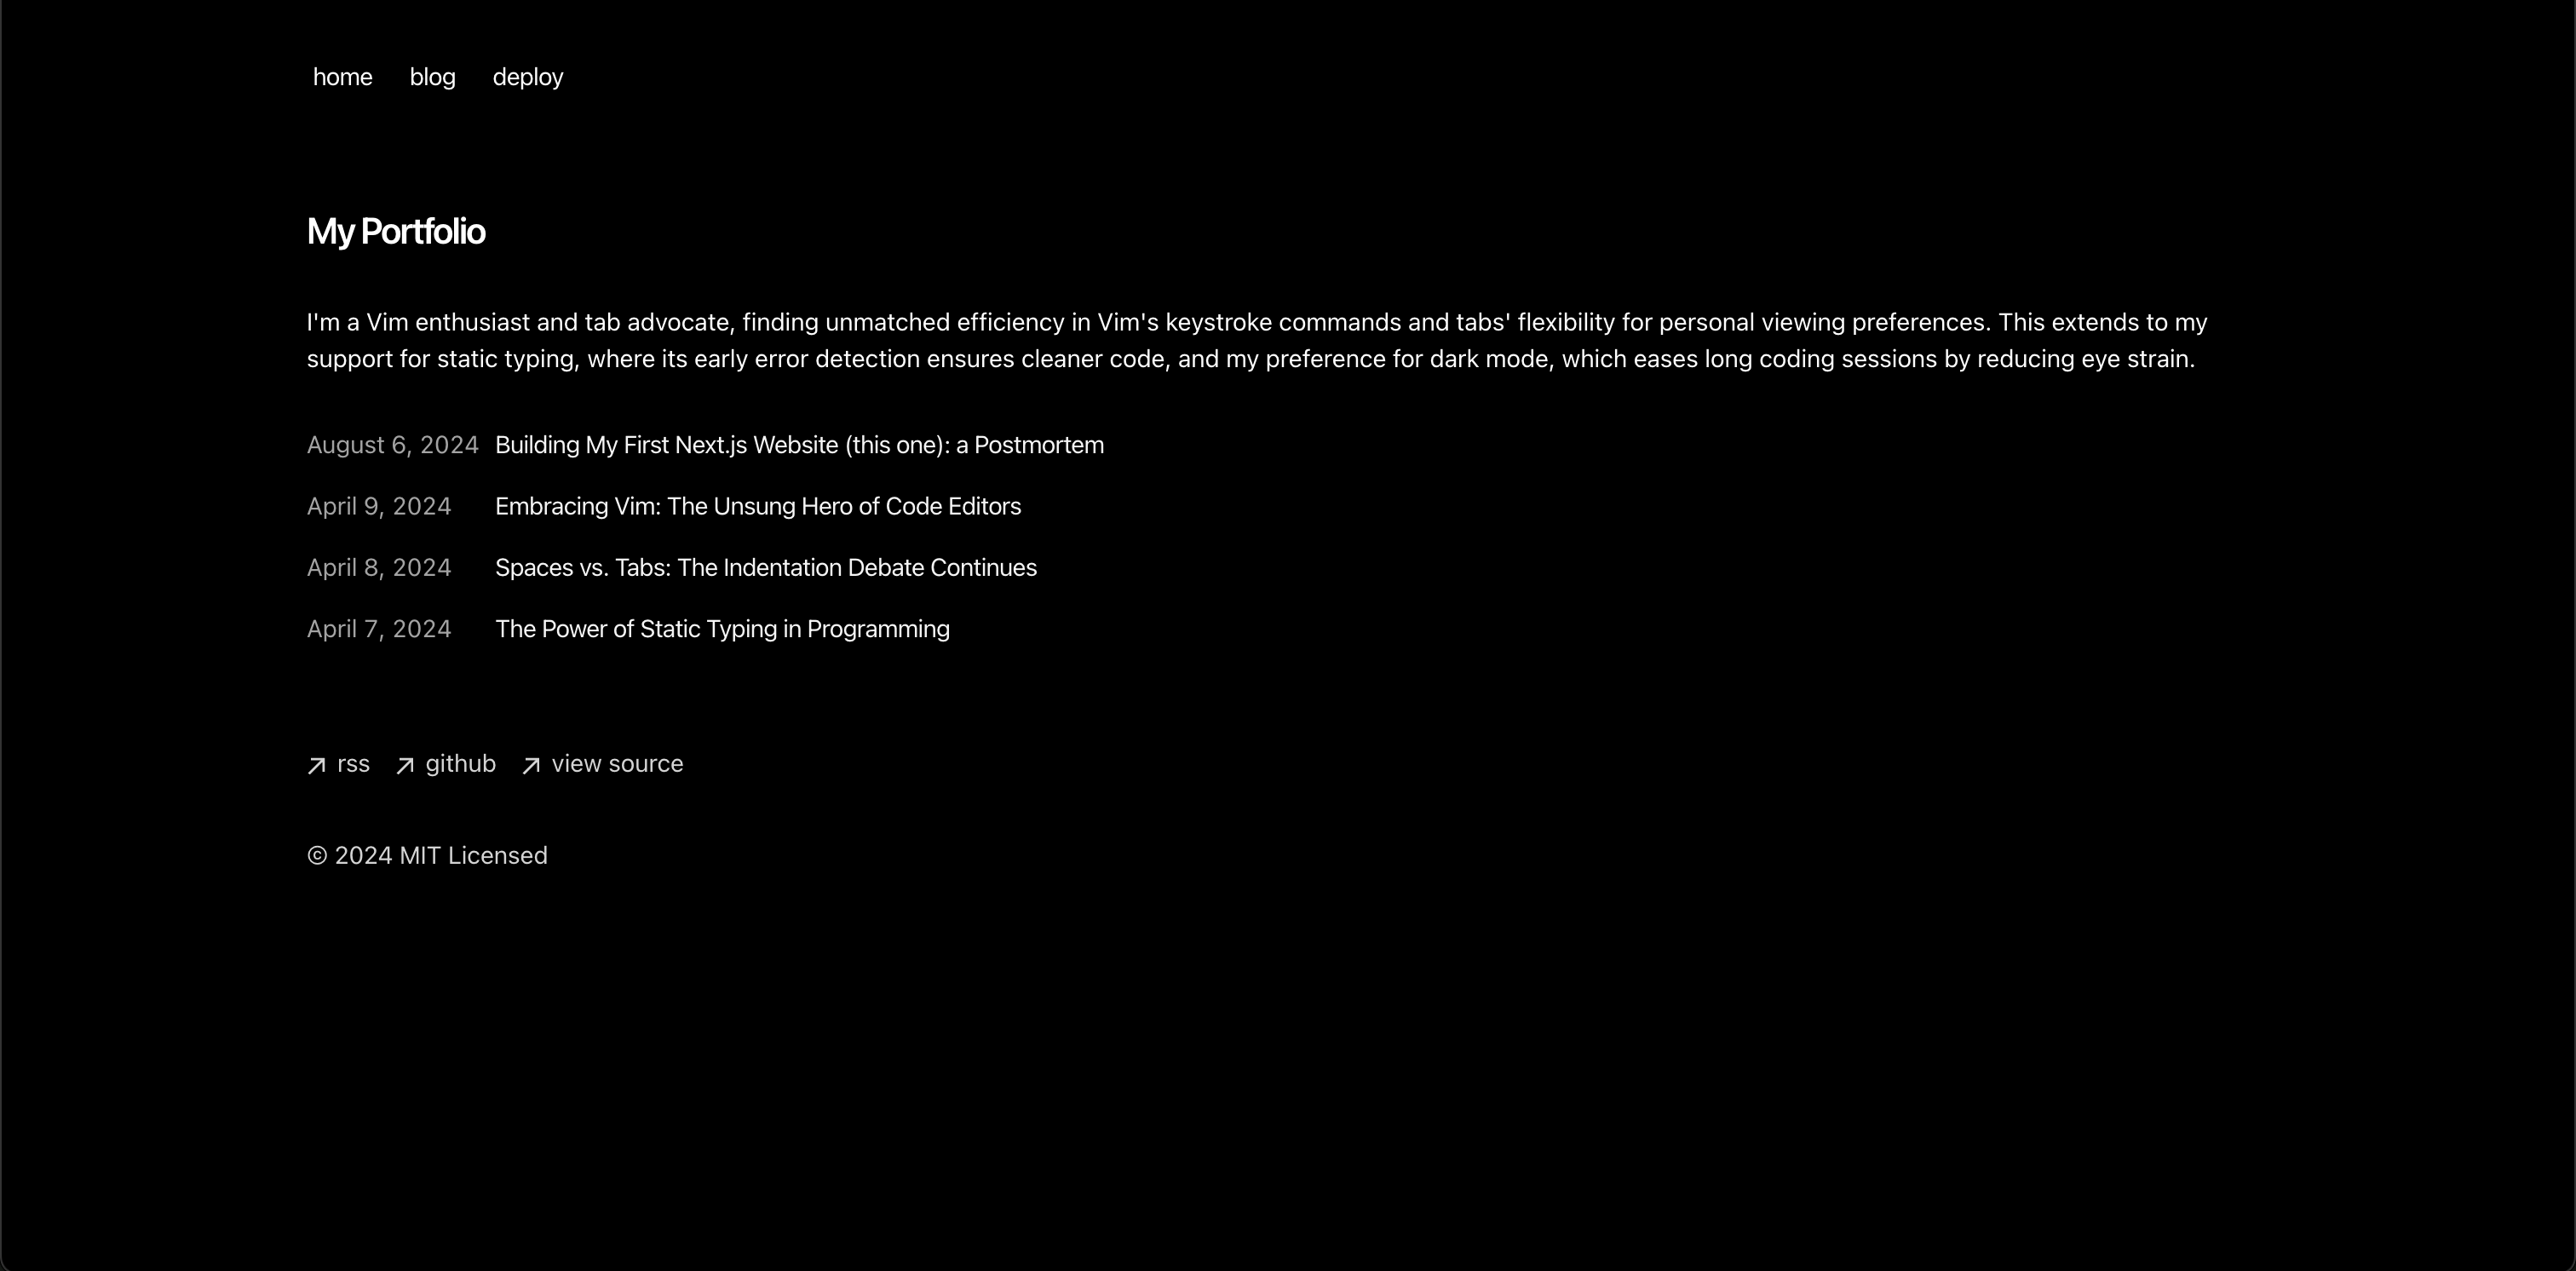 home blog deploy
My Portfolio
I'm a Vim enthusiast and tab advocate, finding unmatched efficiency in Vim's keystroke commands and tabs' flexibility for personal viewing preferences. This extends to my
support for static typing, where its early error detection ensures cleaner code, and my preference for dark mode, which eases long coding sessions by reducing eye strain.
August 6, 2024 Building My First Next.js Website (this one): a Postmortem
April 9, 2024 Embracing Vim: The Unsung Hero of Code Editors
April 8, 2024 Spaces vs. Tabs: The Indentation Debate Continues
April 7, 2024 The Power of Static Typing in Programming
rss github view source
© 2024 MIT Licensed